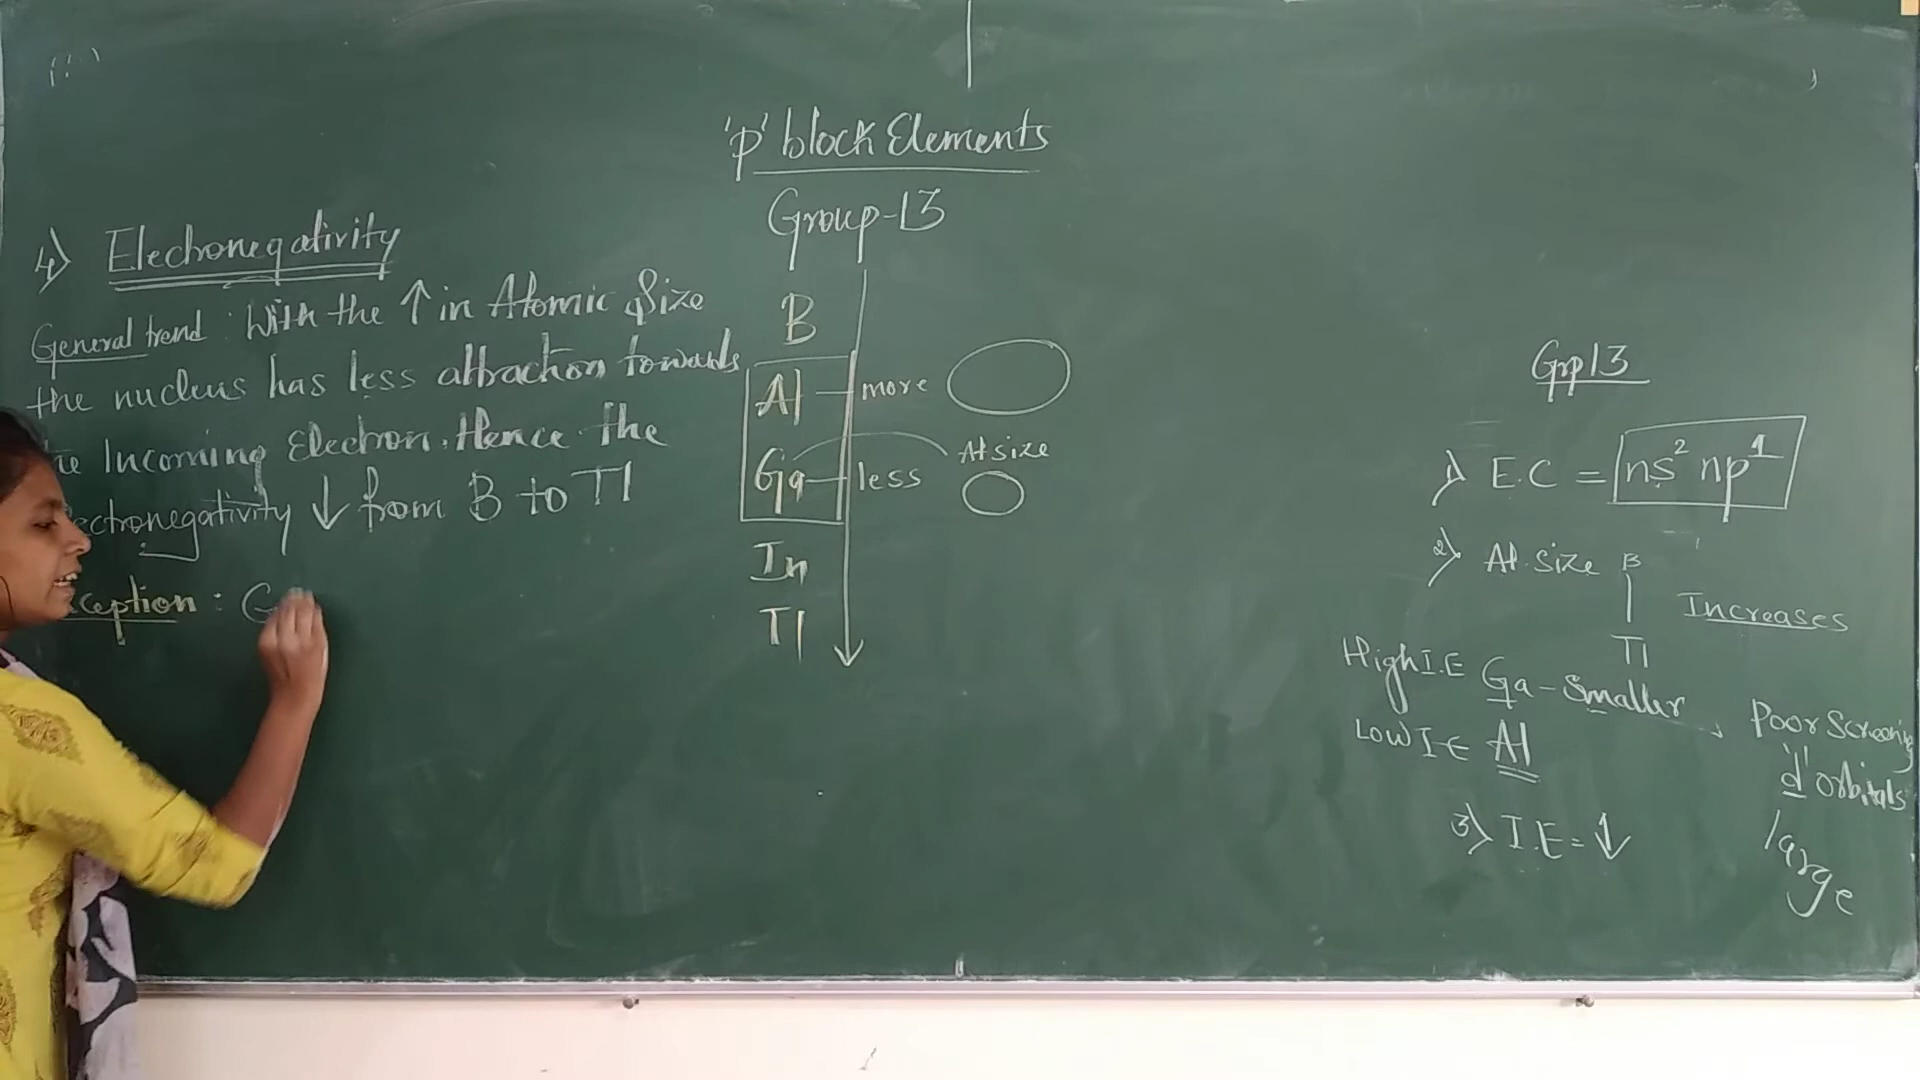 'p' block Elements
Group-13
4) Electronegativity
General trend : With the ↑ in Atomic Size
the nucleus has less attraction towards
Incoming Electron. Hence the
ectronegativity ↓ from B to Tl
ception : G
B
Al more
At size
Ga less
In
Tl
Grp 13
1) E.C = ns² np¹
2) At. size B
Increases
Tl
High I.E Ga - Smaller
Low I.E Al
Poor Screening
'd' orbitals
large
3) I.E = ↓